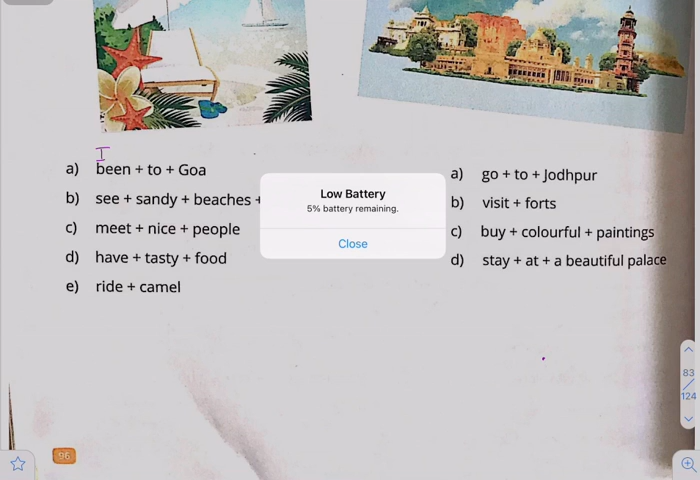 I
a) been + to + Goa
b) see + sandy + beaches +
c) meet + nice + people
d) have + tasty + food
e) ride + camel
a) go + to + Jodhpur
b) visit + forts
c) buy + colourful + paintings
d) stay + at + a beautiful palace
Low Battery
5% battery remaining.
Close
83
124
96